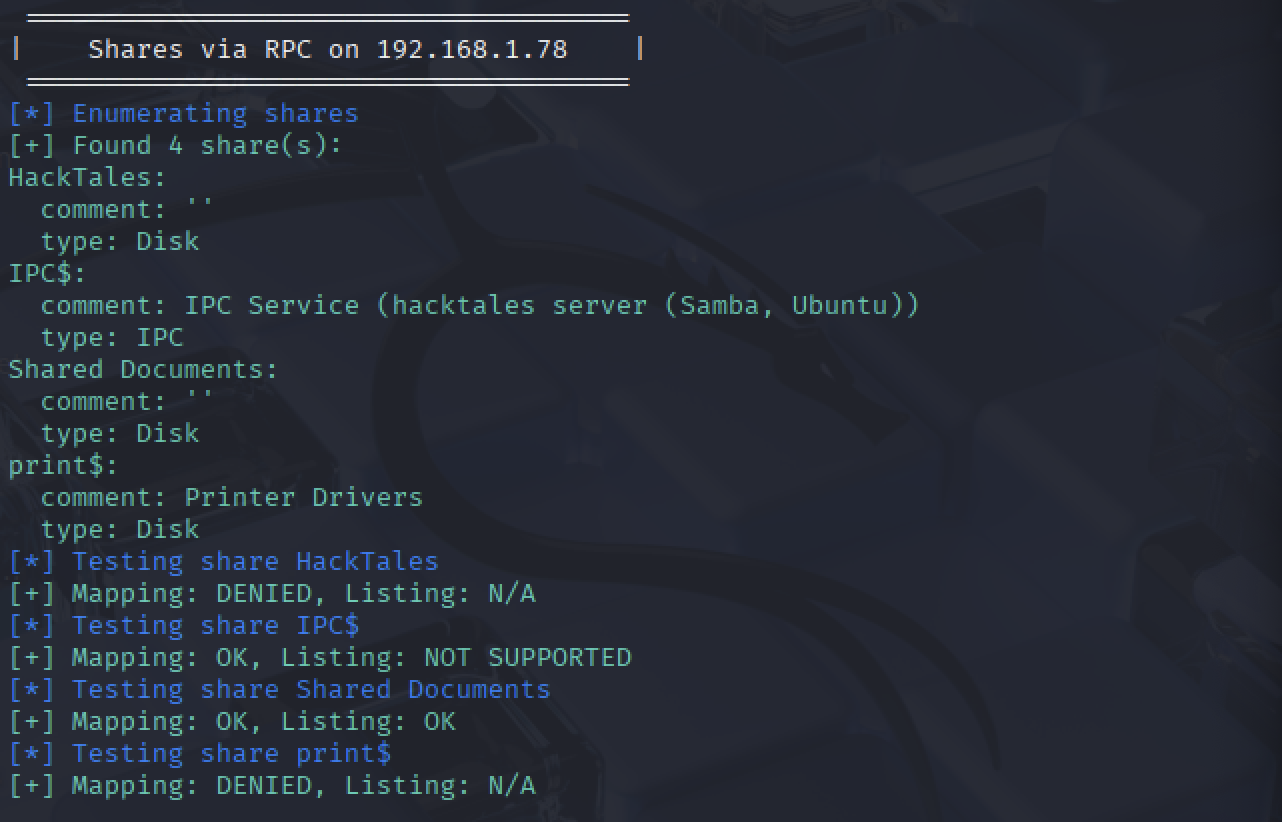 |    Shares via RPC on 192.168.1.78    |
[*] Enumerating shares
[+] Found 4 share(s):
HackTales:
  comment: ''
  type: Disk
IPC$:
  comment: IPC Service (hacktales server (Samba, Ubuntu))
  type: IPC
Shared Documents:
  comment: ''
  type: Disk
print$:
  comment: Printer Drivers
  type: Disk
[*] Testing share HackTales
[+] Mapping: DENIED, Listing: N/A
[*] Testing share IPC$
[+] Mapping: OK, Listing: NOT SUPPORTED
[*] Testing share Shared Documents
[+] Mapping: OK, Listing: OK
[*] Testing share print$
[+] Mapping: DENIED, Listing: N/A